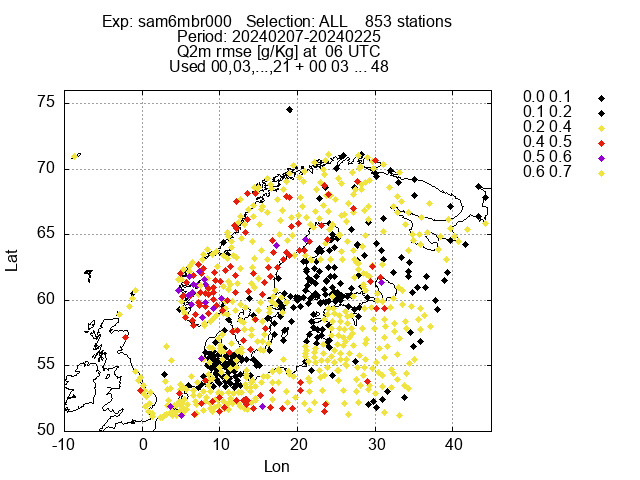 Exp: sam6mbr000 Selection: ALL 853 stations
Period: 20240207-20240225
Q2m rmse [g/Kg] at 06 UTC
Used 00,03,...,21 + 00 03 ... 48
0.0 0.1
0.1 0.2
0.2 0.4
0.4 0.5
0.5 0.6
0.6 0.7
75
70
65
60
55
50
Lat
-10 0 10 20 30 40
Lon